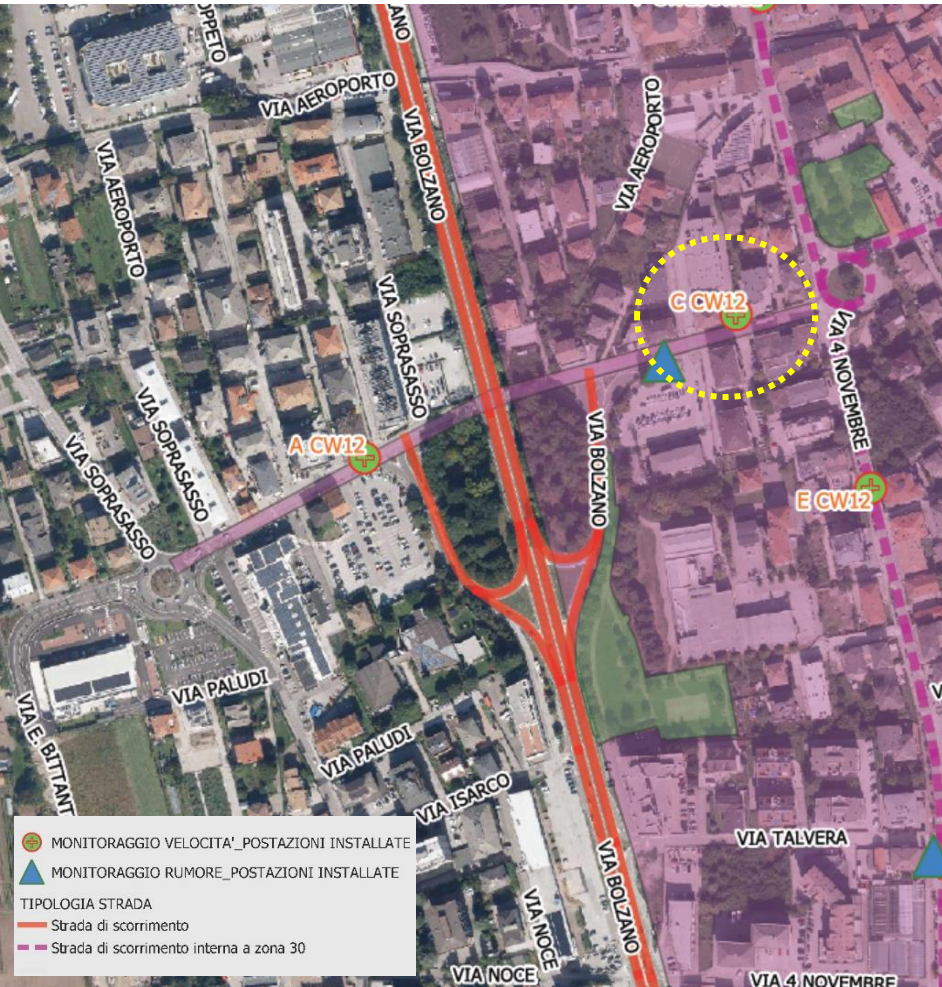 OPPETO
ZANO
VIA AEROPORTO
VIA BOLZANO
VIA AEROPORTO
VIA AEROPORTO
VIA SOPRASASSO
C CW12
VIA 4 NOVEMBRE
VIA SOPRASASSO
VIA SOPRASASSO
A CW12
VIA BOLZANO
E CW12
VIA PALUDI
VIA E. BITTANT
VIA PALUDI
VIA ISARCO
VIA TALVERA
VIA BOLZANO
VIA NOCE
VIA NOCE
VIA 4 NOVEMBRE
MONITORAGGIO VELOCITA'_POSTAZIONI INSTALLATE
MONITORAGGIO RUMORE_POSTAZIONI INSTALLATE
TIPOLOGIA STRADA
Strada di scorrimento
Strada di scorrimento interna a zona 30